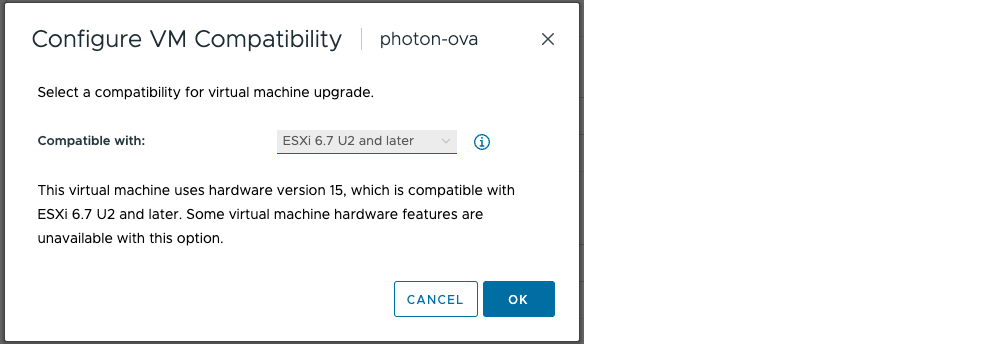 Configure VM Compatibility | photon-ova
Select a compatibility for virtual machine upgrade.
Compatible with: ESXi 6.7 U2 and later
This virtual machine uses hardware version 15, which is compatible with
ESXi 6.7 U2 and later. Some virtual machine hardware features are
unavailable with this option.
CANCEL OK